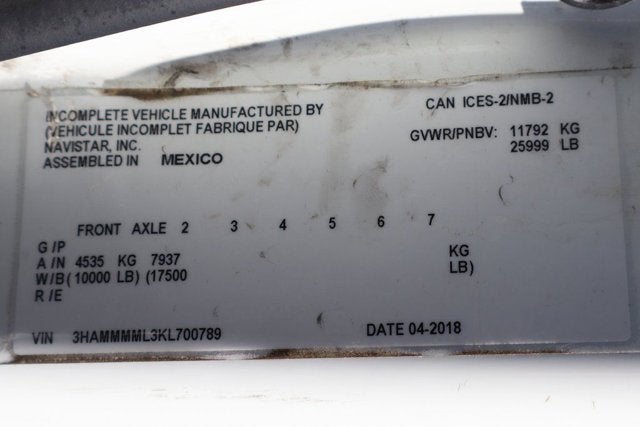 INCOMPLETE VEHICLE MANUFACTURED BY
(VEHICULE INCOMPLET FABRIQUE PAR)
NAVISTAR, INC.
ASSEMBLED IN MEXICO
CAN ICES-2/NMB-2
GVWR/PNBV: 11792 KG
25999 LB
FRONT AXLE 2 3 4 5 6 7
G /P
A /N 4535 KG 7937 KG
W/B( 10000 LB) (17500 LB)
R /E
VIN 3HAMMMML3KL700789 DATE 04-2018